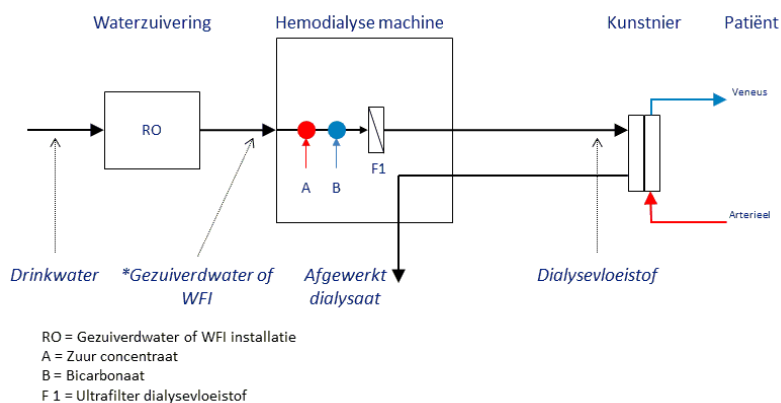 Waterzuivering
Hemodialyse machine
Kunstnier
Patiënt
Veneus
RO
A
B
F1
Arterieel
Drinkwater
*Gezuiverdwater of
WFI
Afgewerkt
dialysaat
Dialysevloeistof
RO = Gezuiverdwater of WFI installatie
A = Zuur concentraat
B = Bicarbonaat
F 1 = Ultrafilter dialysevloeistof